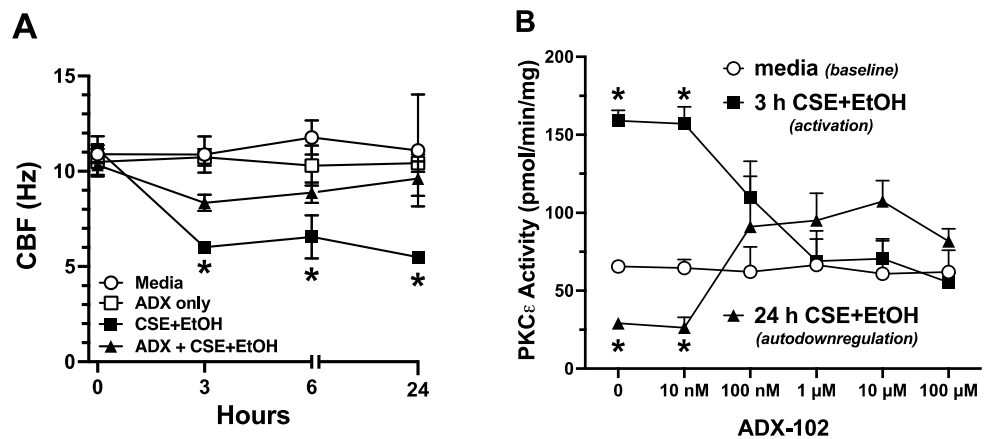 A
15
10
5
0
CBF (Hz)
Media
ADX only
CSE+EtOH
ADX + CSE+EtOH
*
*
*
0 3 6 24
Hours
B
200
150
100
50
0
PKCε Activity (pmol/min/mg)
media (baseline)
3 h CSE+EtOH
(activation)
* *
24 h CSE+EtOH
(autodownregulation)
* *
0 10 nM 100 nM 1 µM 10 µM 100 µM
ADX-102